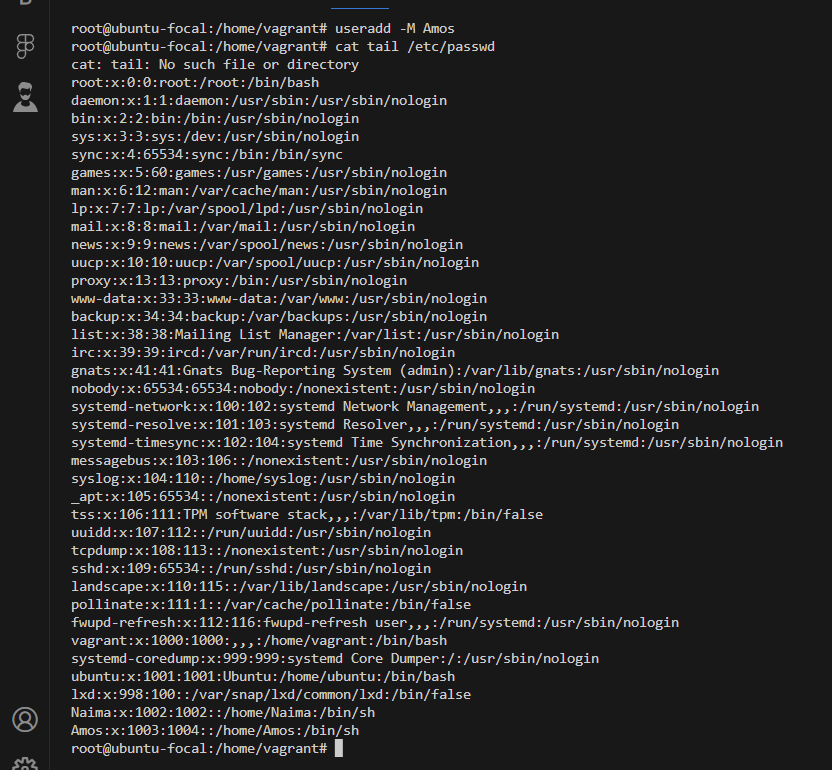 root@ubuntu-focal:/home/vagrant# useradd -M Amos
root@ubuntu-focal:/home/vagrant# cat tail /etc/passwd
cat: tail: No such file or directory
root:x:0:0:root:/root:/bin/bash
daemon:x:1:1:daemon:/usr/sbin:/usr/sbin/nologin
bin:x:2:2:bin:/bin:/usr/sbin/nologin
sys:x:3:3:sys:/dev:/usr/sbin/nologin
sync:x:4:65534:sync:/bin:/bin/sync
games:x:5:60:games:/usr/games:/usr/sbin/nologin
man:x:6:12:man:/var/cache/man:/usr/sbin/nologin
lp:x:7:7:lp:/var/spool/lpd:/usr/sbin/nologin
mail:x:8:8:mail:/var/mail:/usr/sbin/nologin
news:x:9:9:news:/var/spool/news:/usr/sbin/nologin
uucp:x:10:10:uucp:/var/spool/uucp:/usr/sbin/nologin
proxy:x:13:13:proxy:/bin:/usr/sbin/nologin
www-data:x:33:33:www-data:/var/www:/usr/sbin/nologin
backup:x:34:34:backup:/var/backups:/usr/sbin/nologin
list:x:38:38:Mailing List Manager:/var/list:/usr/sbin/nologin
irc:x:39:39:ircd:/var/run/ircd:/usr/sbin/nologin
gnats:x:41:41:Gnats Bug-Reporting System (admin):/var/lib/gnats:/usr/sbin/nologin
nobody:x:65534:65534:nobody:/nonexistent:/usr/sbin/nologin
systemd-network:x:100:102:systemd Network Management,,,:/run/systemd:/usr/sbin/nologin
systemd-resolve:x:101:103:systemd Resolver,,,:/run/systemd:/usr/sbin/nologin
systemd-timesync:x:102:104:systemd Time Synchronization,,,:/run/systemd:/usr/sbin/nologin
messagebus:x:103:106::/nonexistent:/usr/sbin/nologin
syslog:x:104:110::/home/syslog:/usr/sbin/nologin
_apt:x:105:65534::/nonexistent:/usr/sbin/nologin
tss:x:106:111:TPM software stack,,,:/var/lib/tpm:/bin/false
uuidd:x:107:112::/run/uuidd:/usr/sbin/nologin
tcpdump:x:108:113::/nonexistent:/usr/sbin/nologin
sshd:x:109:65534::/run/sshd:/usr/sbin/nologin
landscape:x:110:115::/var/lib/landscape:/usr/sbin/nologin
pollinate:x:111:1::/var/cache/pollinate:/bin/false
fwupd-refresh:x:112:116:fwupd-refresh user,,,:/run/systemd:/usr/sbin/nologin
vagrant:x:1000:1000:,,,:/home/vagrant:/bin/bash
systemd-coredump:x:999:999:systemd Core Dumper:/:/usr/sbin/nologin
ubuntu:x:1001:1001:Ubuntu:/home/ubuntu:/bin/bash
lxd:x:998:100::/var/snap/lxd/common/lxd:/bin/false
Naima:x:1002:1002::/home/Naima:/bin/sh
Amos:x:1003:1004::/home/Amos:/bin/sh
root@ubuntu-focal:/home/vagrant#